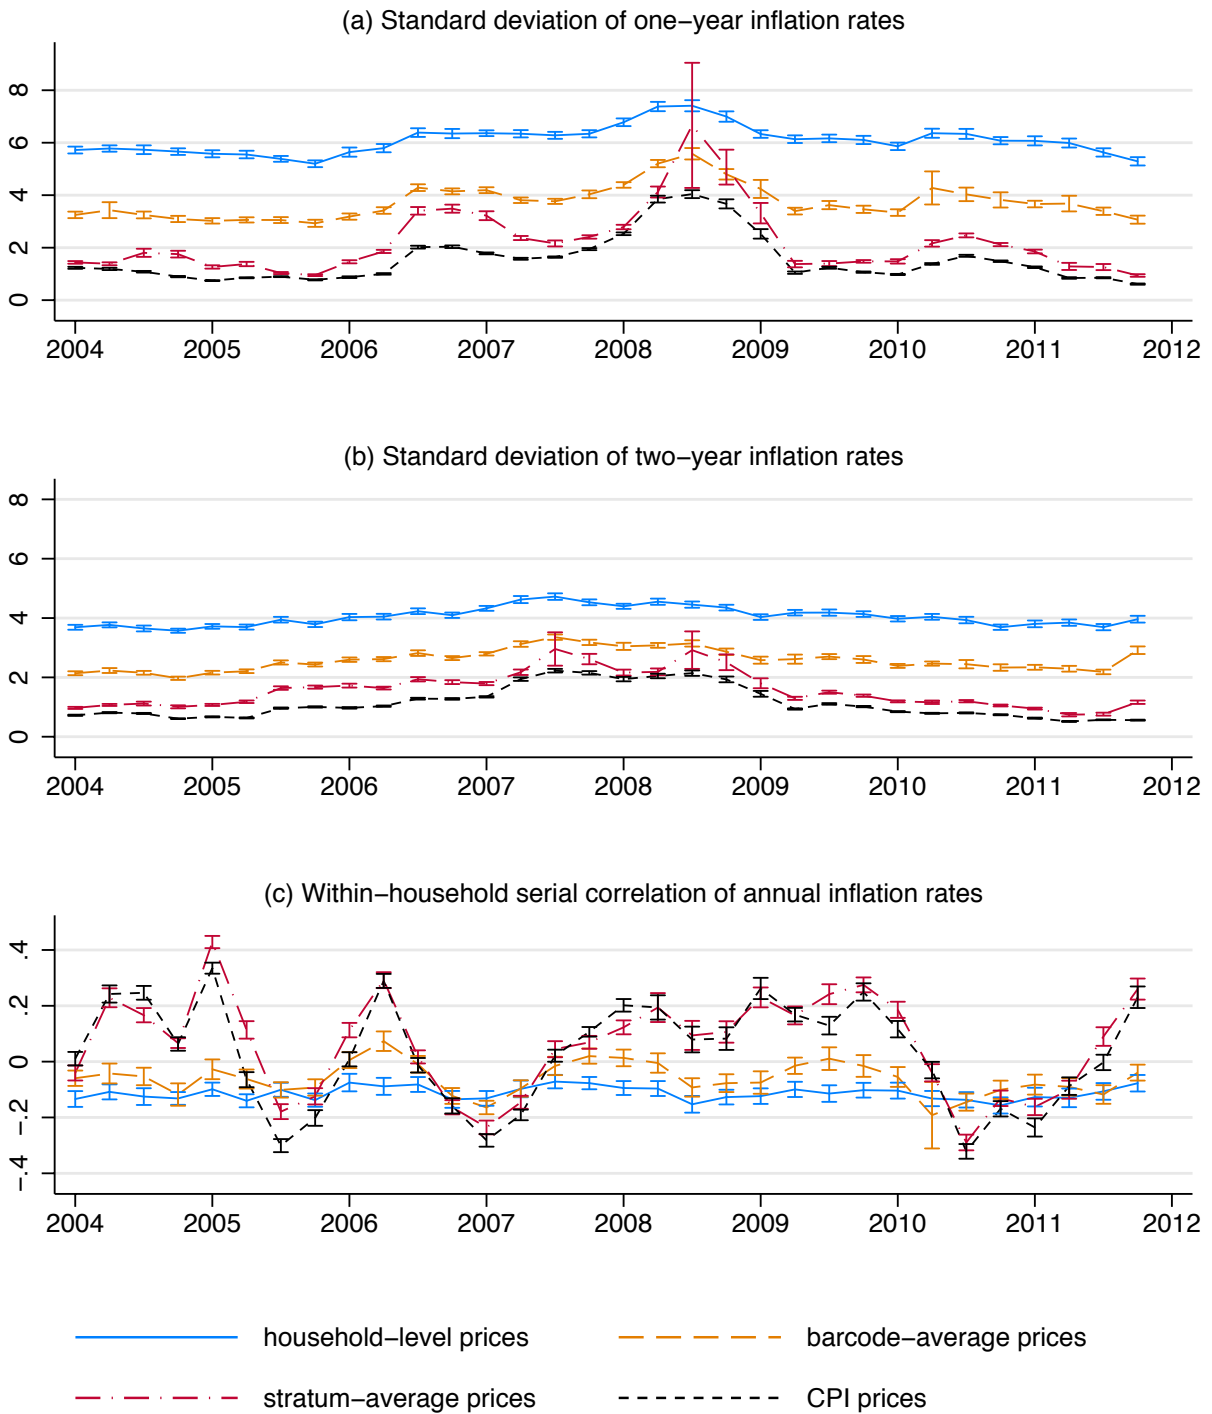 (a) Standard deviation of one−year inflation rates
8
6
4
2
0
2004 2005 2006 2007 2008 2009 2010 2011 2012
(b) Standard deviation of two−year inflation rates
8
6
4
2
0
2004 2005 2006 2007 2008 2009 2010 2011 2012
(c) Within−household serial correlation of annual inflation rates
.4
.2
0
−.2
−.4
2004 2005 2006 2007 2008 2009 2010 2011 2012
household−level prices barcode−average prices
stratum−average prices CPI prices